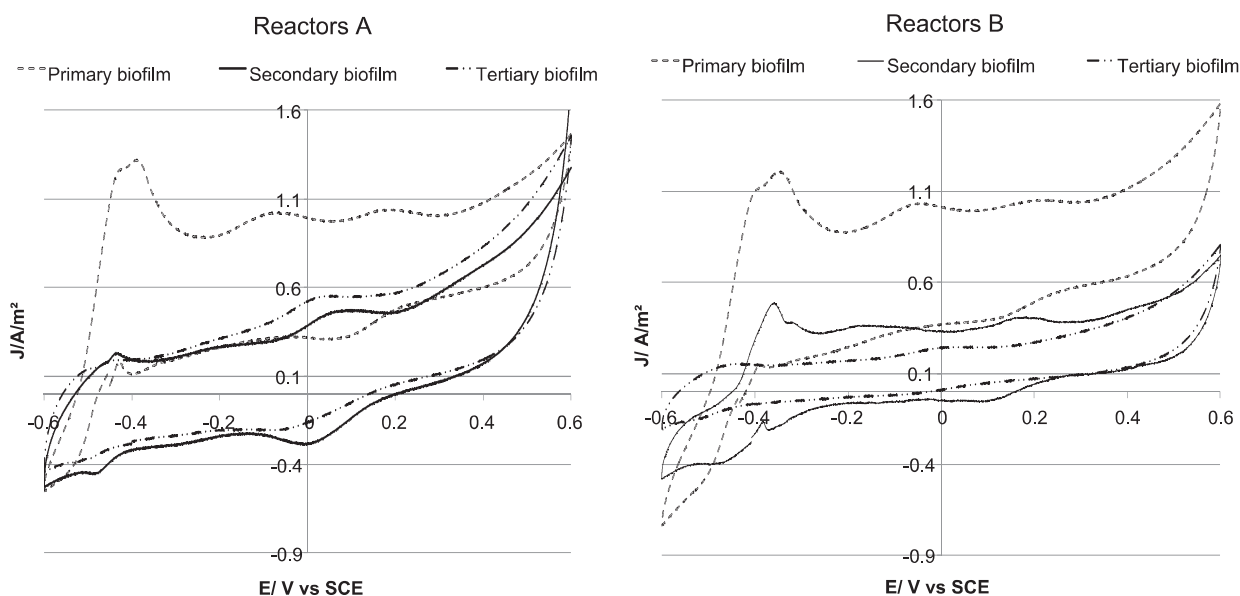 Reactors A
Primary biofilm Secondary biofilm Tertiary biofilm
1.6
1.1
0.6
0.1
-0.6 -0.4 -0.2 0 0.2 0.4 0.6
-0.4
-0.9
J/A/m²
E/ V vs SCE
Reactors B
Primary biofilm Secondary biofilm Tertiary biofilm
1.6
1.1
0.6
0.1
-0.6 -0.4 -0.2 0 0.2 0.4 0.6
-0.4
-0.9
J/ A/m²
E/ V vs SCE